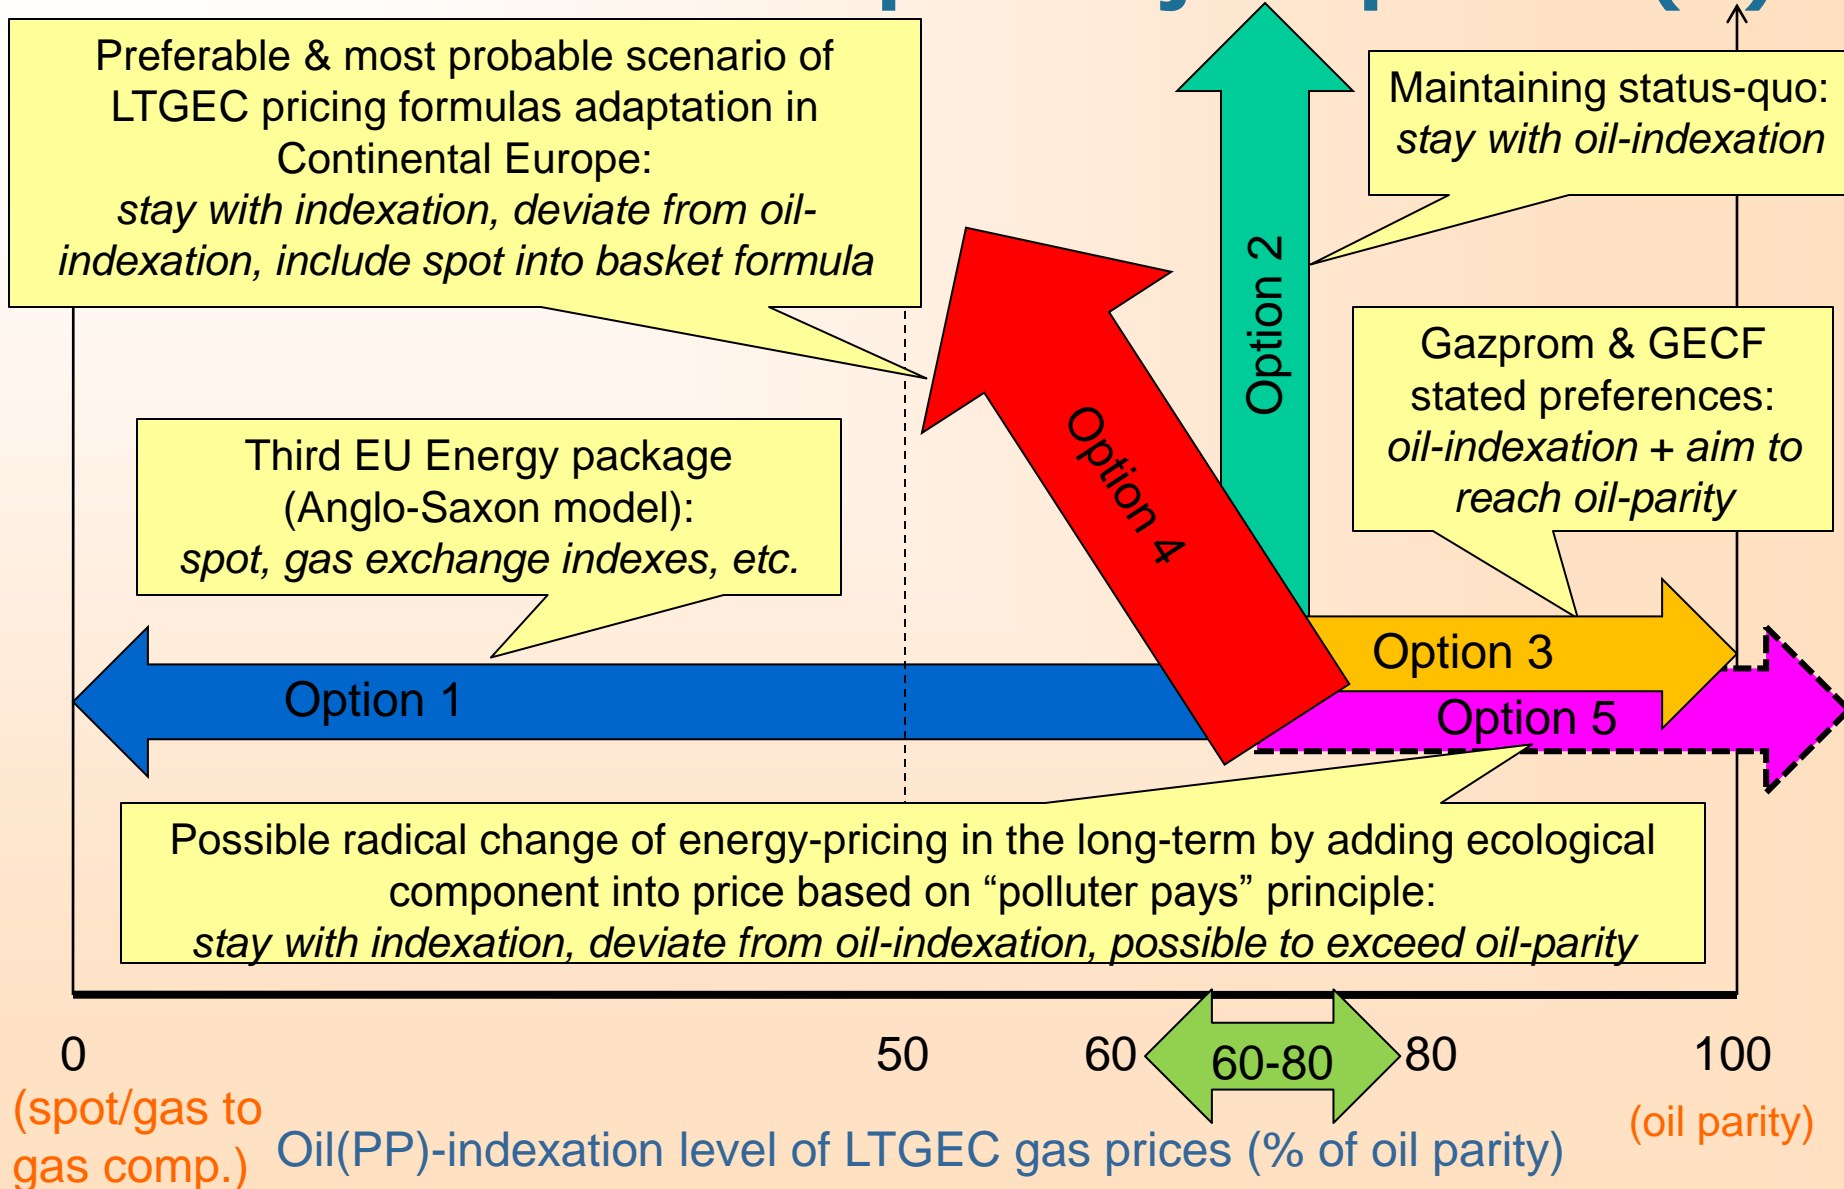 Preferable & most probable scenario of
LTGEC pricing formulas adaptation in
Continental Europe:
stay with indexation, deviate from oil-
indexation, include spot into basket formula
Maintaining status-quo:
stay with oil-indexation
Option 2
Gazprom & GECF
stated preferences:
oil-indexation + aim to
reach oil-parity
Third EU Energy package
(Anglo-Saxon model):
spot, gas exchange indexes, etc.
Option 4
Option 3
Option 1
Option 5
Possible radical change of energy-pricing in the long-term by adding ecological
component into price based on “polluter pays” principle:
stay with indexation, deviate from oil-indexation, possible to exceed oil-parity
0
50
60
60-80
80
100
(spot/gas to
gas comp.)
Oil(PP)-indexation level of LTGEC gas prices (% of oil parity)
(oil parity)